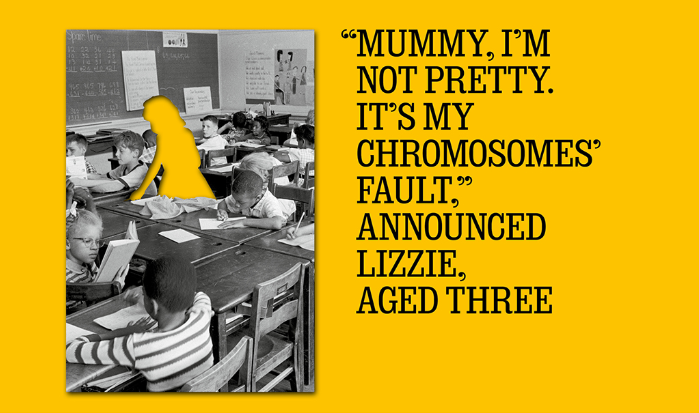 “MUMMY, I’M
NOT PRETTY.
IT’S MY
CHROMOSOMES’
FAULT,”
ANNOUNCED
LIZZIE,
AGED THREE